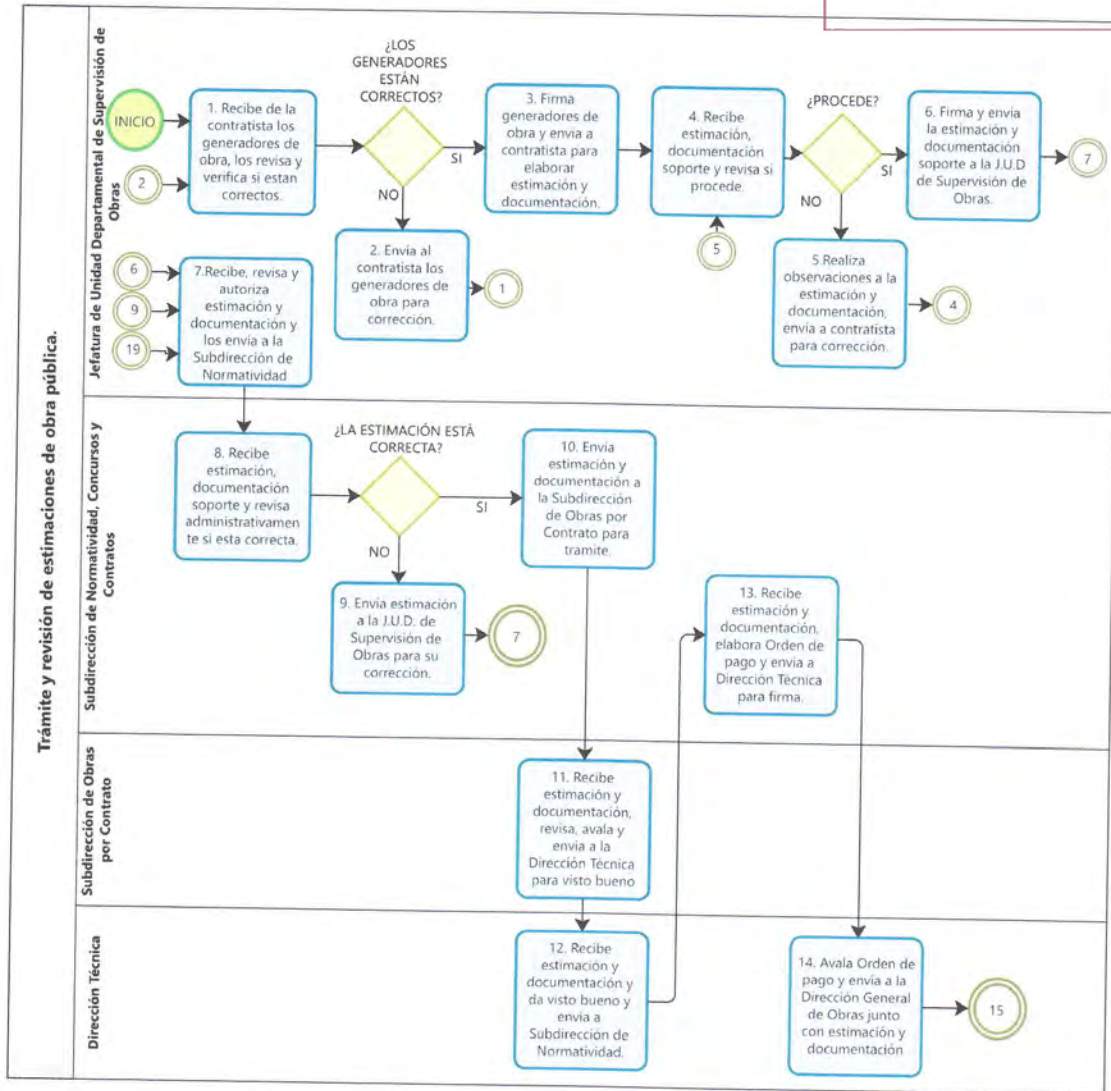 Trámite y revisión de estimaciones de obra pública.
Jefatura de Unidad Departamental de Supervisión de
Obras
INICIO
2
1. Recibe de la
contratista los
generadores de
obra, los revisa y
verifica si estan
correctos.
¿LOS
GENERADORES
ESTÁN
CORRECTOS?
SI
NO
2. Envía al
contratista los
generadores de
obra para
corrección.
1
3. Firma
generadores de
obra y envía a
contratista para
elaborar
estimación y
documentación.
4. Recibe
estimación,
documentación
soporte y revisa si
procede.
5
¿PROCEDE?
SI
NO
5.Realiza
observaciones a la
estimación y
documentación,
envía a contratista
para corrección.
4
6. Firma y envía
la estimación y
documentación
soporte a la J.U.D
de Supervisión de
Obras.
7
6
9
19
7.Recibe, revisa y
autoriza
estimación y
documentación y
los envía a la
Subdirección de
Normatividad
Subdirección de Normatividad, Concursos y
Contratos
8. Recibe
estimación,
documentación
soporte y revisa
administrativamen
te si esta correcta.
¿LA ESTIMACIÓN ESTÁ
CORRECTA?
SI
NO
9. Envía estimación
a la J.U.D. de
Supervisión de
Obras para su
corrección.
7
10. Envía
estimación y
documentación a
la Subdirección
de Obras por
Contrato para
tramite.
13. Recibe
estimación y
documentación,
elabora Orden de
pago y envía a
Dirección Técnica
para firma.
Subdirección de Obras
por Contrato
11. Recibe
estimación y
documentación,
revisa, avala y
envía a la
Dirección Técnica
para visto bueno
Dirección Técnica
12. Recibe
estimación y
documentación y
da visto bueno y
envía a
Subdirección de
Normatividad.
14. Avala Orden de
pago y envía a la
Dirección General
de Obras junto
con estimación y
documentación
15